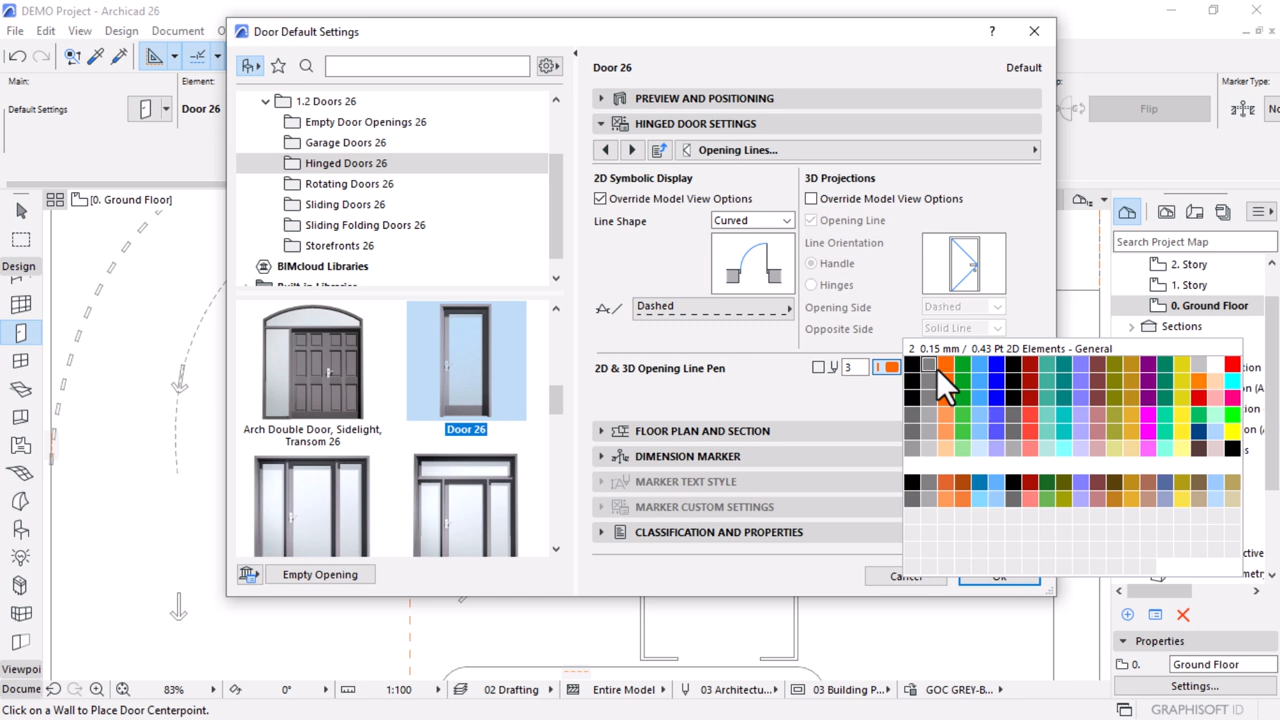 DEMO Project - Archicad 26
File Edit View Design Document
Main: Element: Marker Type:
Default Settings Door 26 Flip
[0. Ground Floor]
Design
Viewpoi
Docume
Door Default Settings
1.2 Doors 26
Empty Door Openings 26
Garage Doors 26
Hinged Doors 26
Rotating Doors 26
Sliding Doors 26
Sliding Folding Doors 26
Storefronts 26
BIMcloud Libraries
Built-in Libraries
Arch Double Door, Sidelight,
Transom 26
Door 26
Empty Opening
Door 26 Default
PREVIEW AND POSITIONING
HINGED DOOR SETTINGS
Opening Lines...
2D Symbolic Display
Override Model View Options
Line Shape Curved
Dashed
3D Projections
Override Model View Options
Opening Line
Line Orientation
Handle
Hinges
Opening Side Dashed
Opposite Side Solid Line
2D & 3D Opening Line Pen 3
2 0.15 mm / 0.43 Pt 2D Elements - General
FLOOR PLAN AND SECTION
DIMENSION MARKER
MARKER TEXT STYLE
MARKER CUSTOM SETTINGS
CLASSIFICATION AND PROPERTIES
Cancel OK
Search Project Map
2. Story
1. Story
0. Ground Floor
Sections
Properties
0. Ground Floor
Settings...
83% 0° 1:100 02 Drafting Entire Model 03 Architectu... 03 Building P... GOC GREY-B...
Click on a Wall to Place Door Centerpoint.
GRAPHISOFT ID